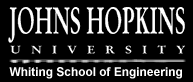 JOHNS HOPKINS
UNIVERSITY
Whiting School of Engineering